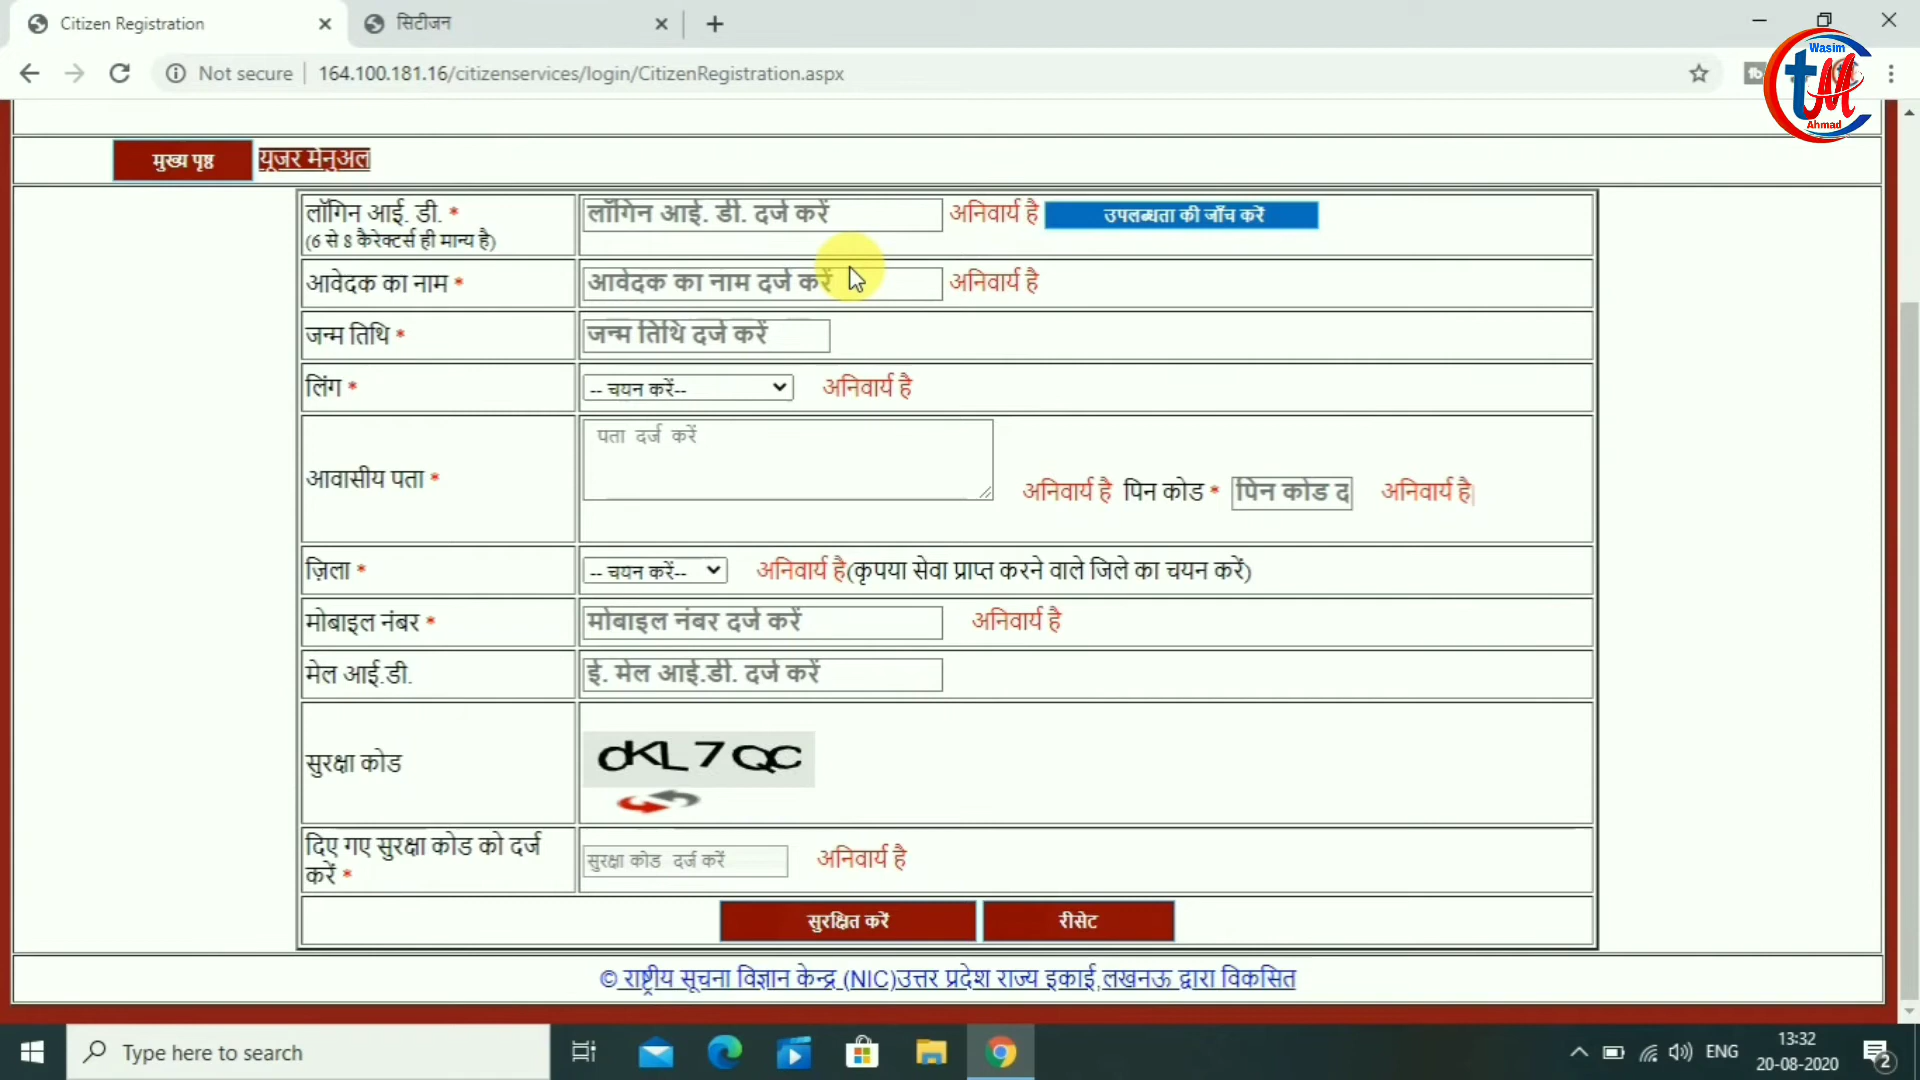 Citizen Registration
सिटीजन
Not secure
164.100.181.16/citizenservices/login/CitizenRegistration.aspx
Wasim
tMC
Ahmad
मुख्य पृष्ठ
यूजर मेनुअल
लॉगिन आई. डी. *
(6 से 8 कैरेक्टर्स ही मान्य है)
लॉगिन आई. डी. दर्ज करें
अनिवार्य है
उपलब्धता की जाँच करें
आवेदक का नाम *
आवेदक का नाम दर्ज करें
अनिवार्य है
जन्म तिथि *
जन्म तिथि दर्ज करें
लिंग *
-- चयन करें--
अनिवार्य है
आवासीय पता *
पता दर्ज करें
अनिवार्य है
पिन कोड *
पिन कोड द
अनिवार्य है
ज़िला *
-- चयन करें--
अनिवार्य है(कृपया सेवा प्राप्त करने वाले जिले का चयन करें)
मोबाइल नंबर *
मोबाइल नंबर दर्ज करें
अनिवार्य है
मेल आई.डी.
ई. मेल आई.डी. दर्ज करें
सुरक्षा कोड
dKL7QC
दिए गए सुरक्षा कोड को दर्ज
करें *
सुरक्षा कोड दर्ज करें
अनिवार्य है
सुरक्षित करें
रीसेट
© राष्ट्रीय सूचना विज्ञान केन्द्र (NIC)उत्तर प्रदेश राज्य इकाई,लखनऊ द्वारा विकसित
Type here to search
ENG
13:32
20-08-2020
2